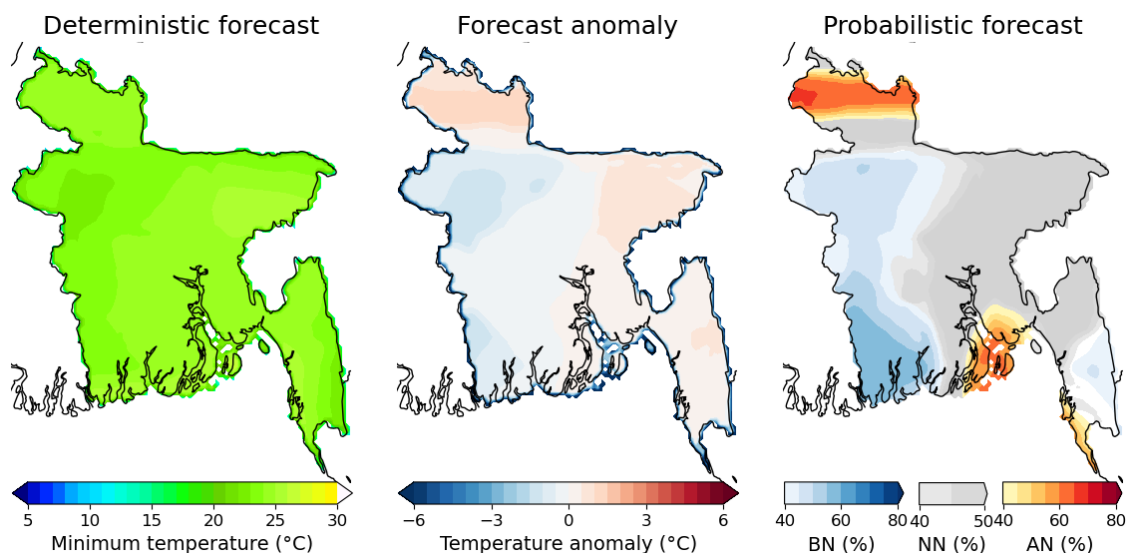 Deterministic forecast
Forecast anomaly
Probabilistic forecast
5 10 15 20 25 30
Minimum temperature (°C)
−6 −3 0 3 6
Temperature anomaly (°C)
40 60 80
BN (%)
40 50
NN (%)
40 60 80
AN (%)